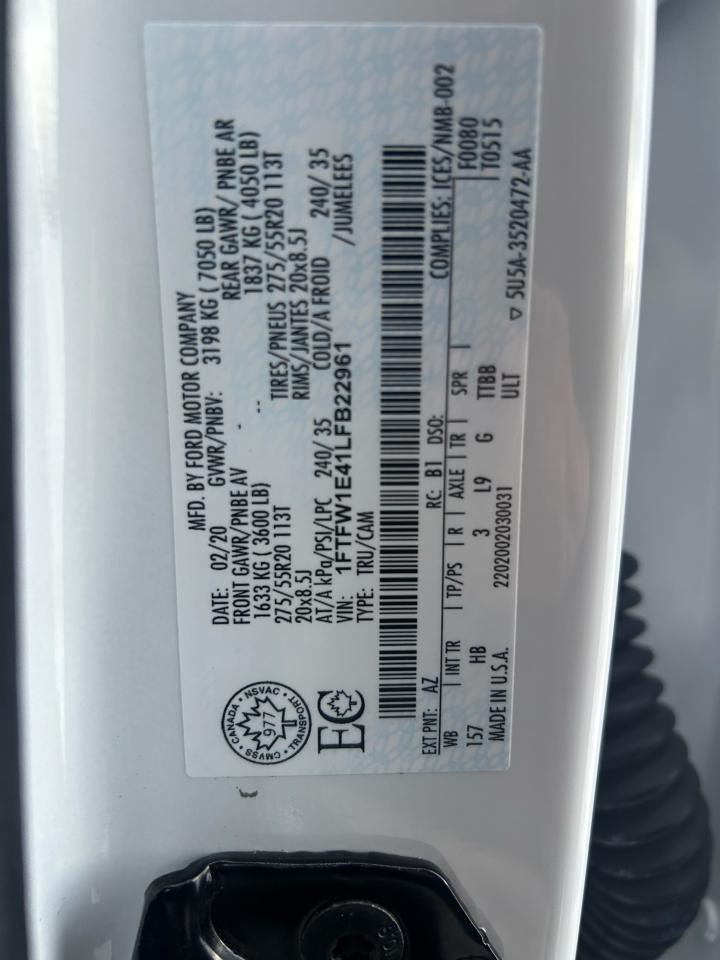 MFD. BY FORD MOTOR COMPANY
DATE: 02/20 GVWR/PNBV: 3198 KG ( 7050 LB)
FRONT GAWR/PNBE AV - REAR GAWR/ PNBE AR
1633 KG (3600 LB) -- 1837 KG ( 4050 LB)
275/55R20 113T TIRES/PNEUS 275/55R20 113T
20x8.5J RIMS/JANTES 20x8.5J
AT/A kPa/PSI/LPC 240/ 35 COLD/A FROID 240/ 35
VIN: 1FTFW1E41LFB22961 /JUMELEES
TYPE: TRU/CAM
CANADA · NSVAC · TRANSPORT · CMVSS ·
977
EC
EXT PNT: AZ RC: B1 DSO: COMPLIES: ICES/NMB-002
WB INT TR TP/PS R AXLE TR SPR F0080
157 HB 3 L9 G TTBB T0515
ULT
MADE IN U.S.A. 2202002030031 ▽ 5U5A-3520472-AA